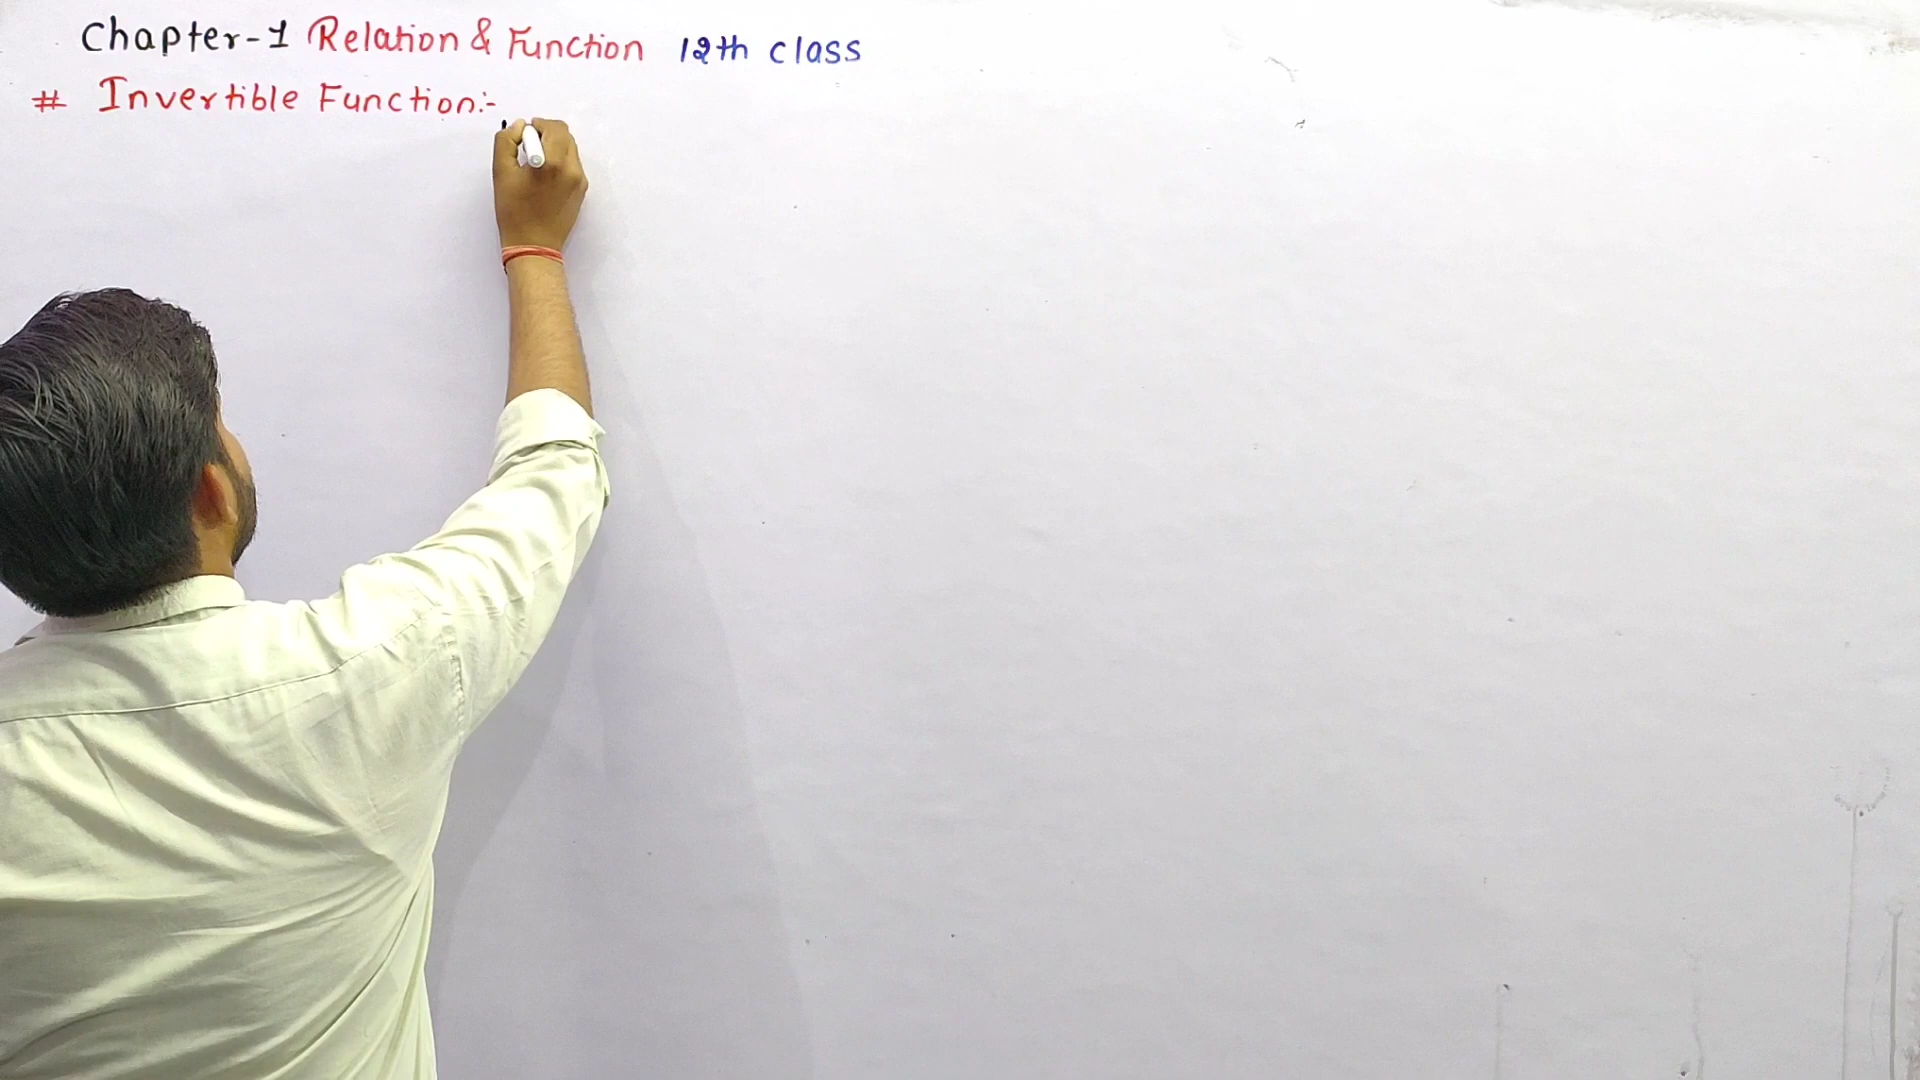 Chapter-1 Relation & Function 12th class
# Invertible Function:-